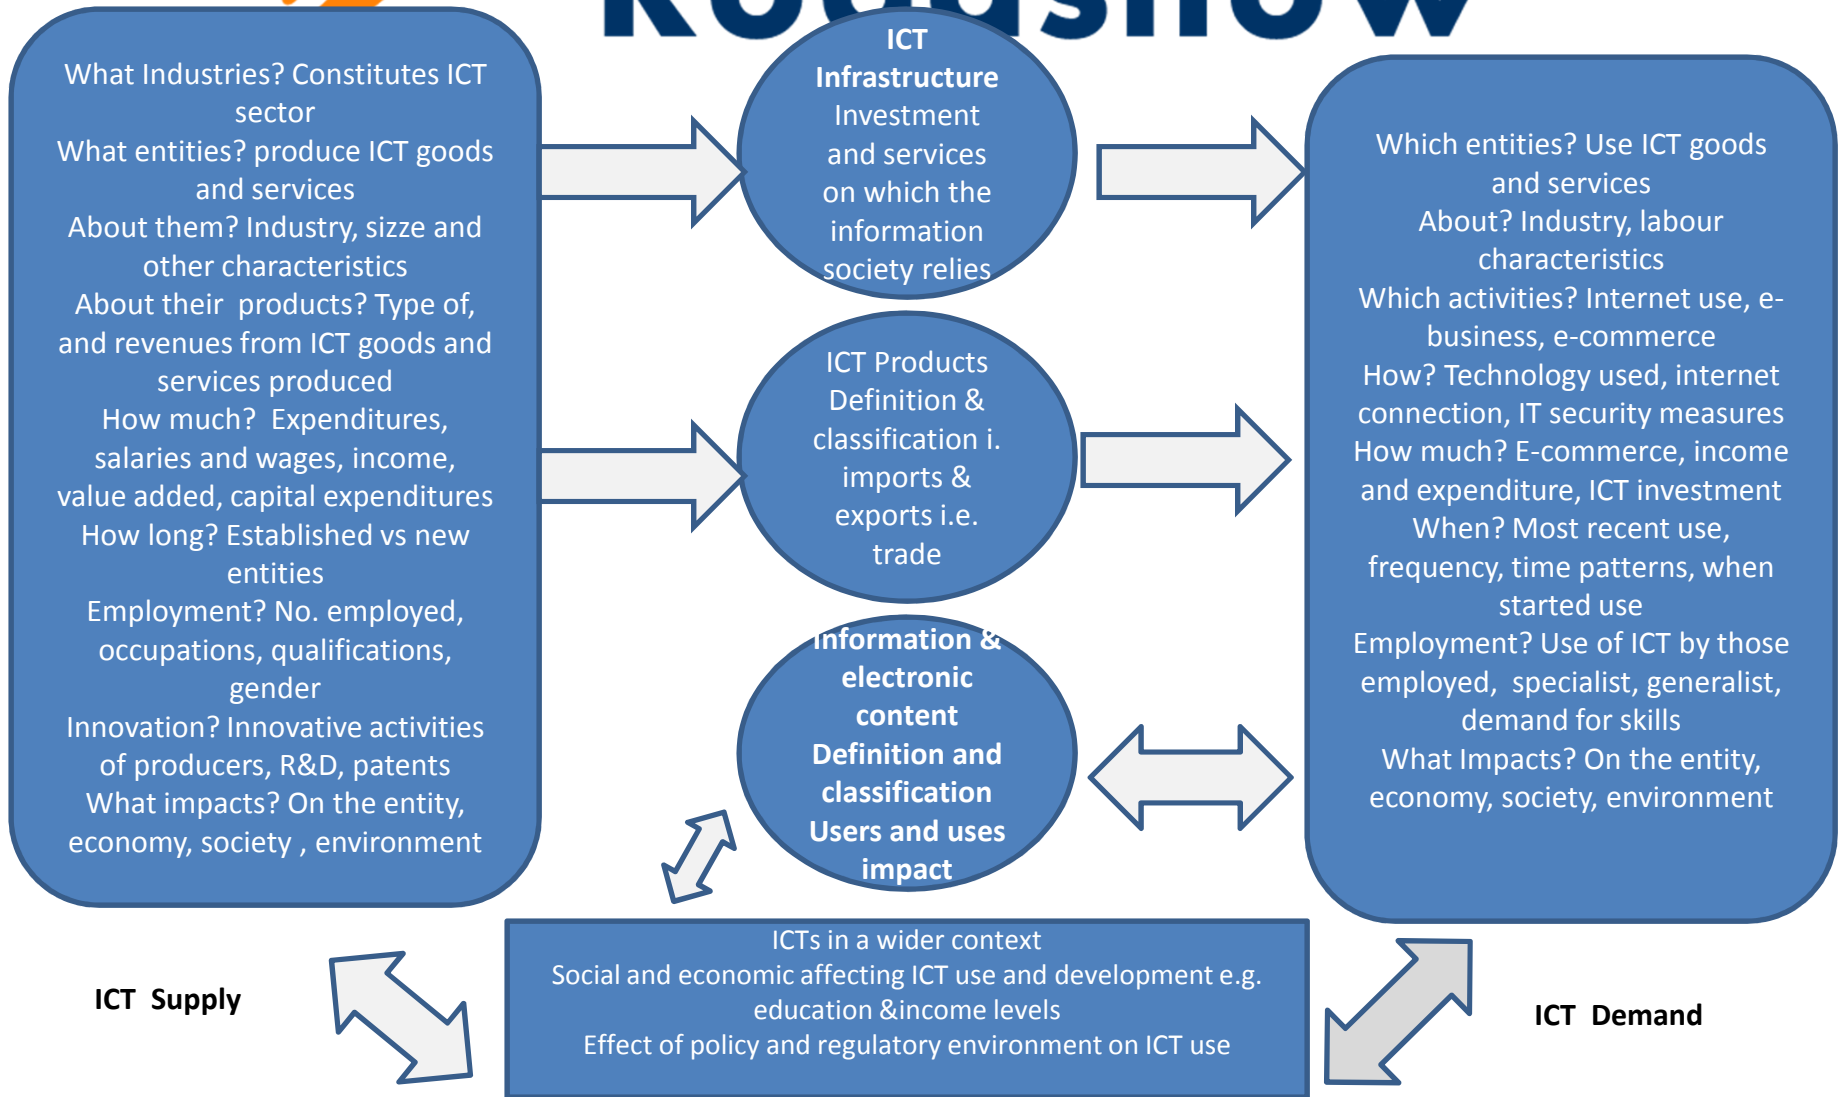 Roadshow
What Industries? Constitutes ICT
sector
What entities? produce ICT goods
and services
About them? Industry, sizze and
other characteristics
About their products? Type of,
and revenues from ICT goods and
services produced
How much? Expenditures,
salaries and wages, income,
value added, capital expenditures
How long? Established vs new
entities
Employment? No. employed,
occupations, qualifications,
gender
Innovation? Innovative activities
of producers, R&D, patents
What impacts? On the entity,
economy, society , environment
ICT
Infrastructure
Investment
and services
on which the
information
society relies
ICT Products
Definition &
classification i.
imports &
exports i.e.
trade
Information &
electronic
content
Definition and
classification
Users and uses
impact
Which entities? Use ICT goods
and services
About? Industry, labour
characteristics
Which activities? Internet use, e-
business, e-commerce
How? Technology used, internet
connection, IT security measures
How much? E-commerce, income
and expenditure, ICT investment
When? Most recent use,
frequency, time patterns, when
started use
Employment? Use of ICT by those
employed, specialist, generalist,
demand for skills
What Impacts? On the entity,
economy, society, environment
ICTs in a wider context
Social and economic affecting ICT use and development e.g.
education &income levels
Effect of policy and regulatory environment on ICT use
ICT Supply
ICT Demand